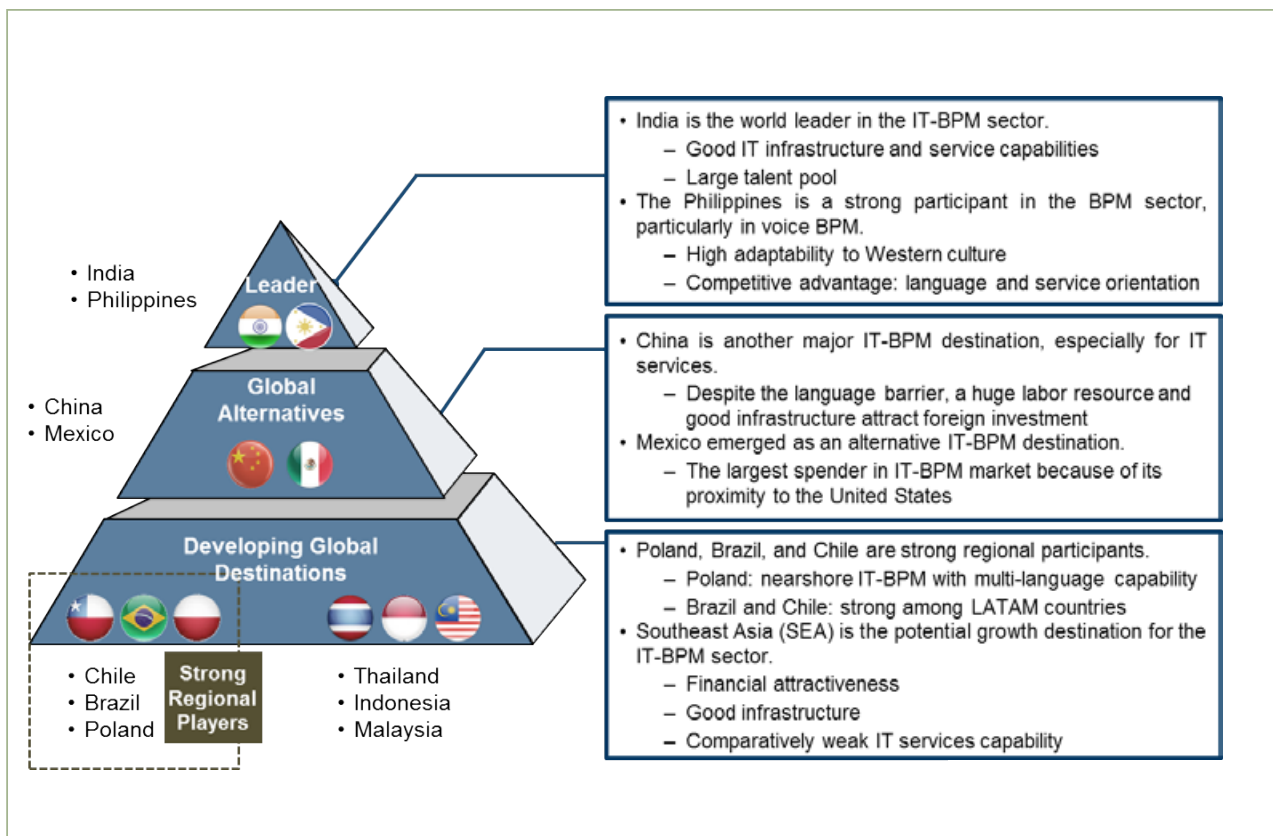 • India
• Philippines
Leader
• India is the world leader in the IT-BPM sector.
– Good IT infrastructure and service capabilities
– Large talent pool
• The Philippines is a strong participant in the BPM sector,
particularly in voice BPM.
– High adaptability to Western culture
– Competitive advantage: language and service orientation
• China
• Mexico
Global
Alternatives
• China is another major IT-BPM destination, especially for IT
services.
– Despite the language barrier, a huge labor resource and
good infrastructure attract foreign investment
• Mexico emerged as an alternative IT-BPM destination.
– The largest spender in IT-BPM market because of its
proximity to the United States
Developing Global
Destinations
• Chile
• Brazil
• Poland
Strong
Regional
Players
• Thailand
• Indonesia
• Malaysia
• Poland, Brazil, and Chile are strong regional participants.
– Poland: nearshore IT-BPM with multi-language capability
– Brazil and Chile: strong among LATAM countries
• Southeast Asia (SEA) is the potential growth destination for the
IT-BPM sector.
– Financial attractiveness
– Good infrastructure
– Comparatively weak IT services capability